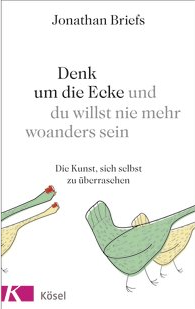 Jonathan Briefs
Denk
um die Ecke und
du willst nie mehr
woanders sein
Die Kunst, sich selbst
zu überraschen
K Kösel